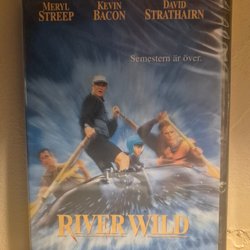 MERYL KEVIN DAVID
STREEP BACON STRATHAIRN
Semestern är över.
RIVER WILD